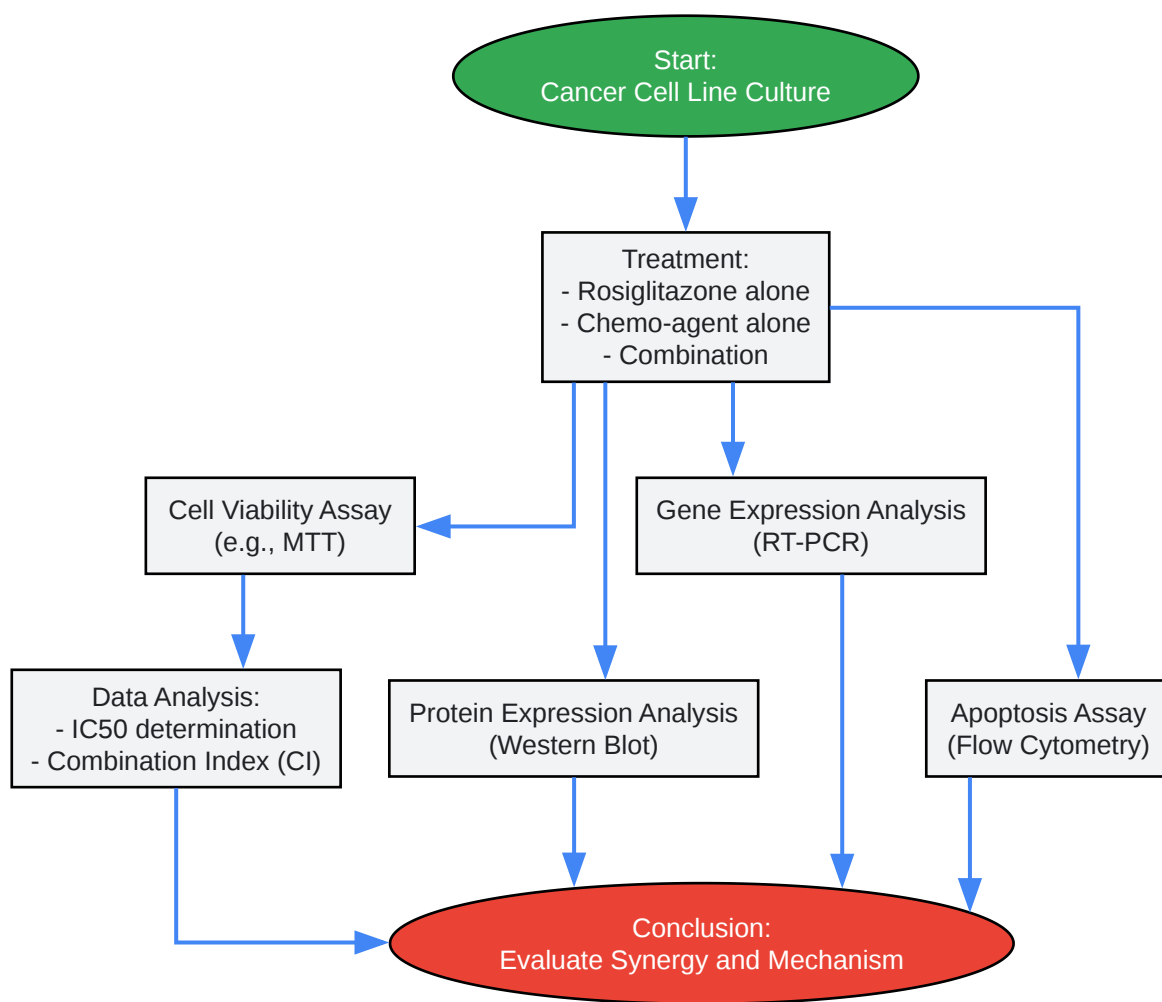 Start:
Cancer Cell Line Culture
Treatment:
- Rosiglitazone alone
- Chemo-agent alone
- Combination
Cell Viability Assay
(e.g., MTT)
Gene Expression Analysis
(RT-PCR)
Data Analysis:
- IC50 determination
- Combination Index (CI)
Protein Expression Analysis
(Western Blot)
Apoptosis Assay
(Flow Cytometry)
Conclusion:
Evaluate Synergy and Mechanism